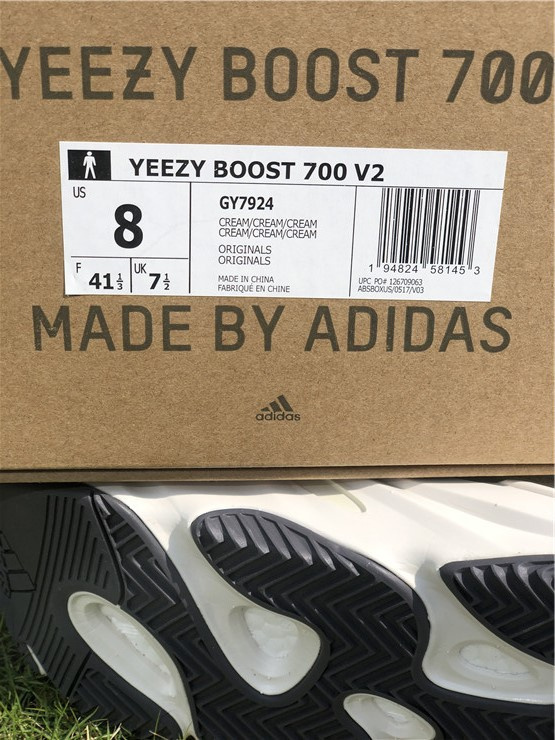 YEEZY BOOST 700
YEEZY BOOST 700 V2
US
8
F 41 1/3
UK 7 1/2
GY7924
CREAM/CREAM/CREAM
CREAM/CREAM/CREAM
ORIGINALS
ORIGINALS
MADE IN CHINA
FABRIQUÉ EN CHINE
1 94824 58145 3
UPC PO# 126709063
ABSBOXUS/0517/V03
MADE BY ADIDAS
adidas